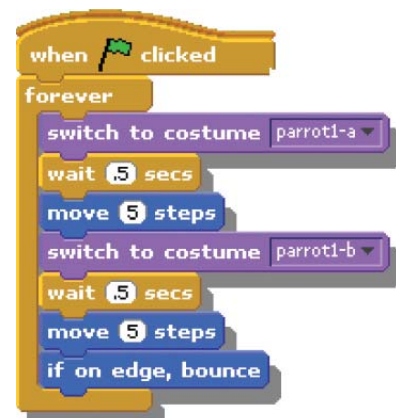 when clicked
forever
switch to costume parrot1-a
wait .5 secs
move 5 steps
switch to costume parrot1-b
wait .5 secs
move 5 steps
if on edge, bounce